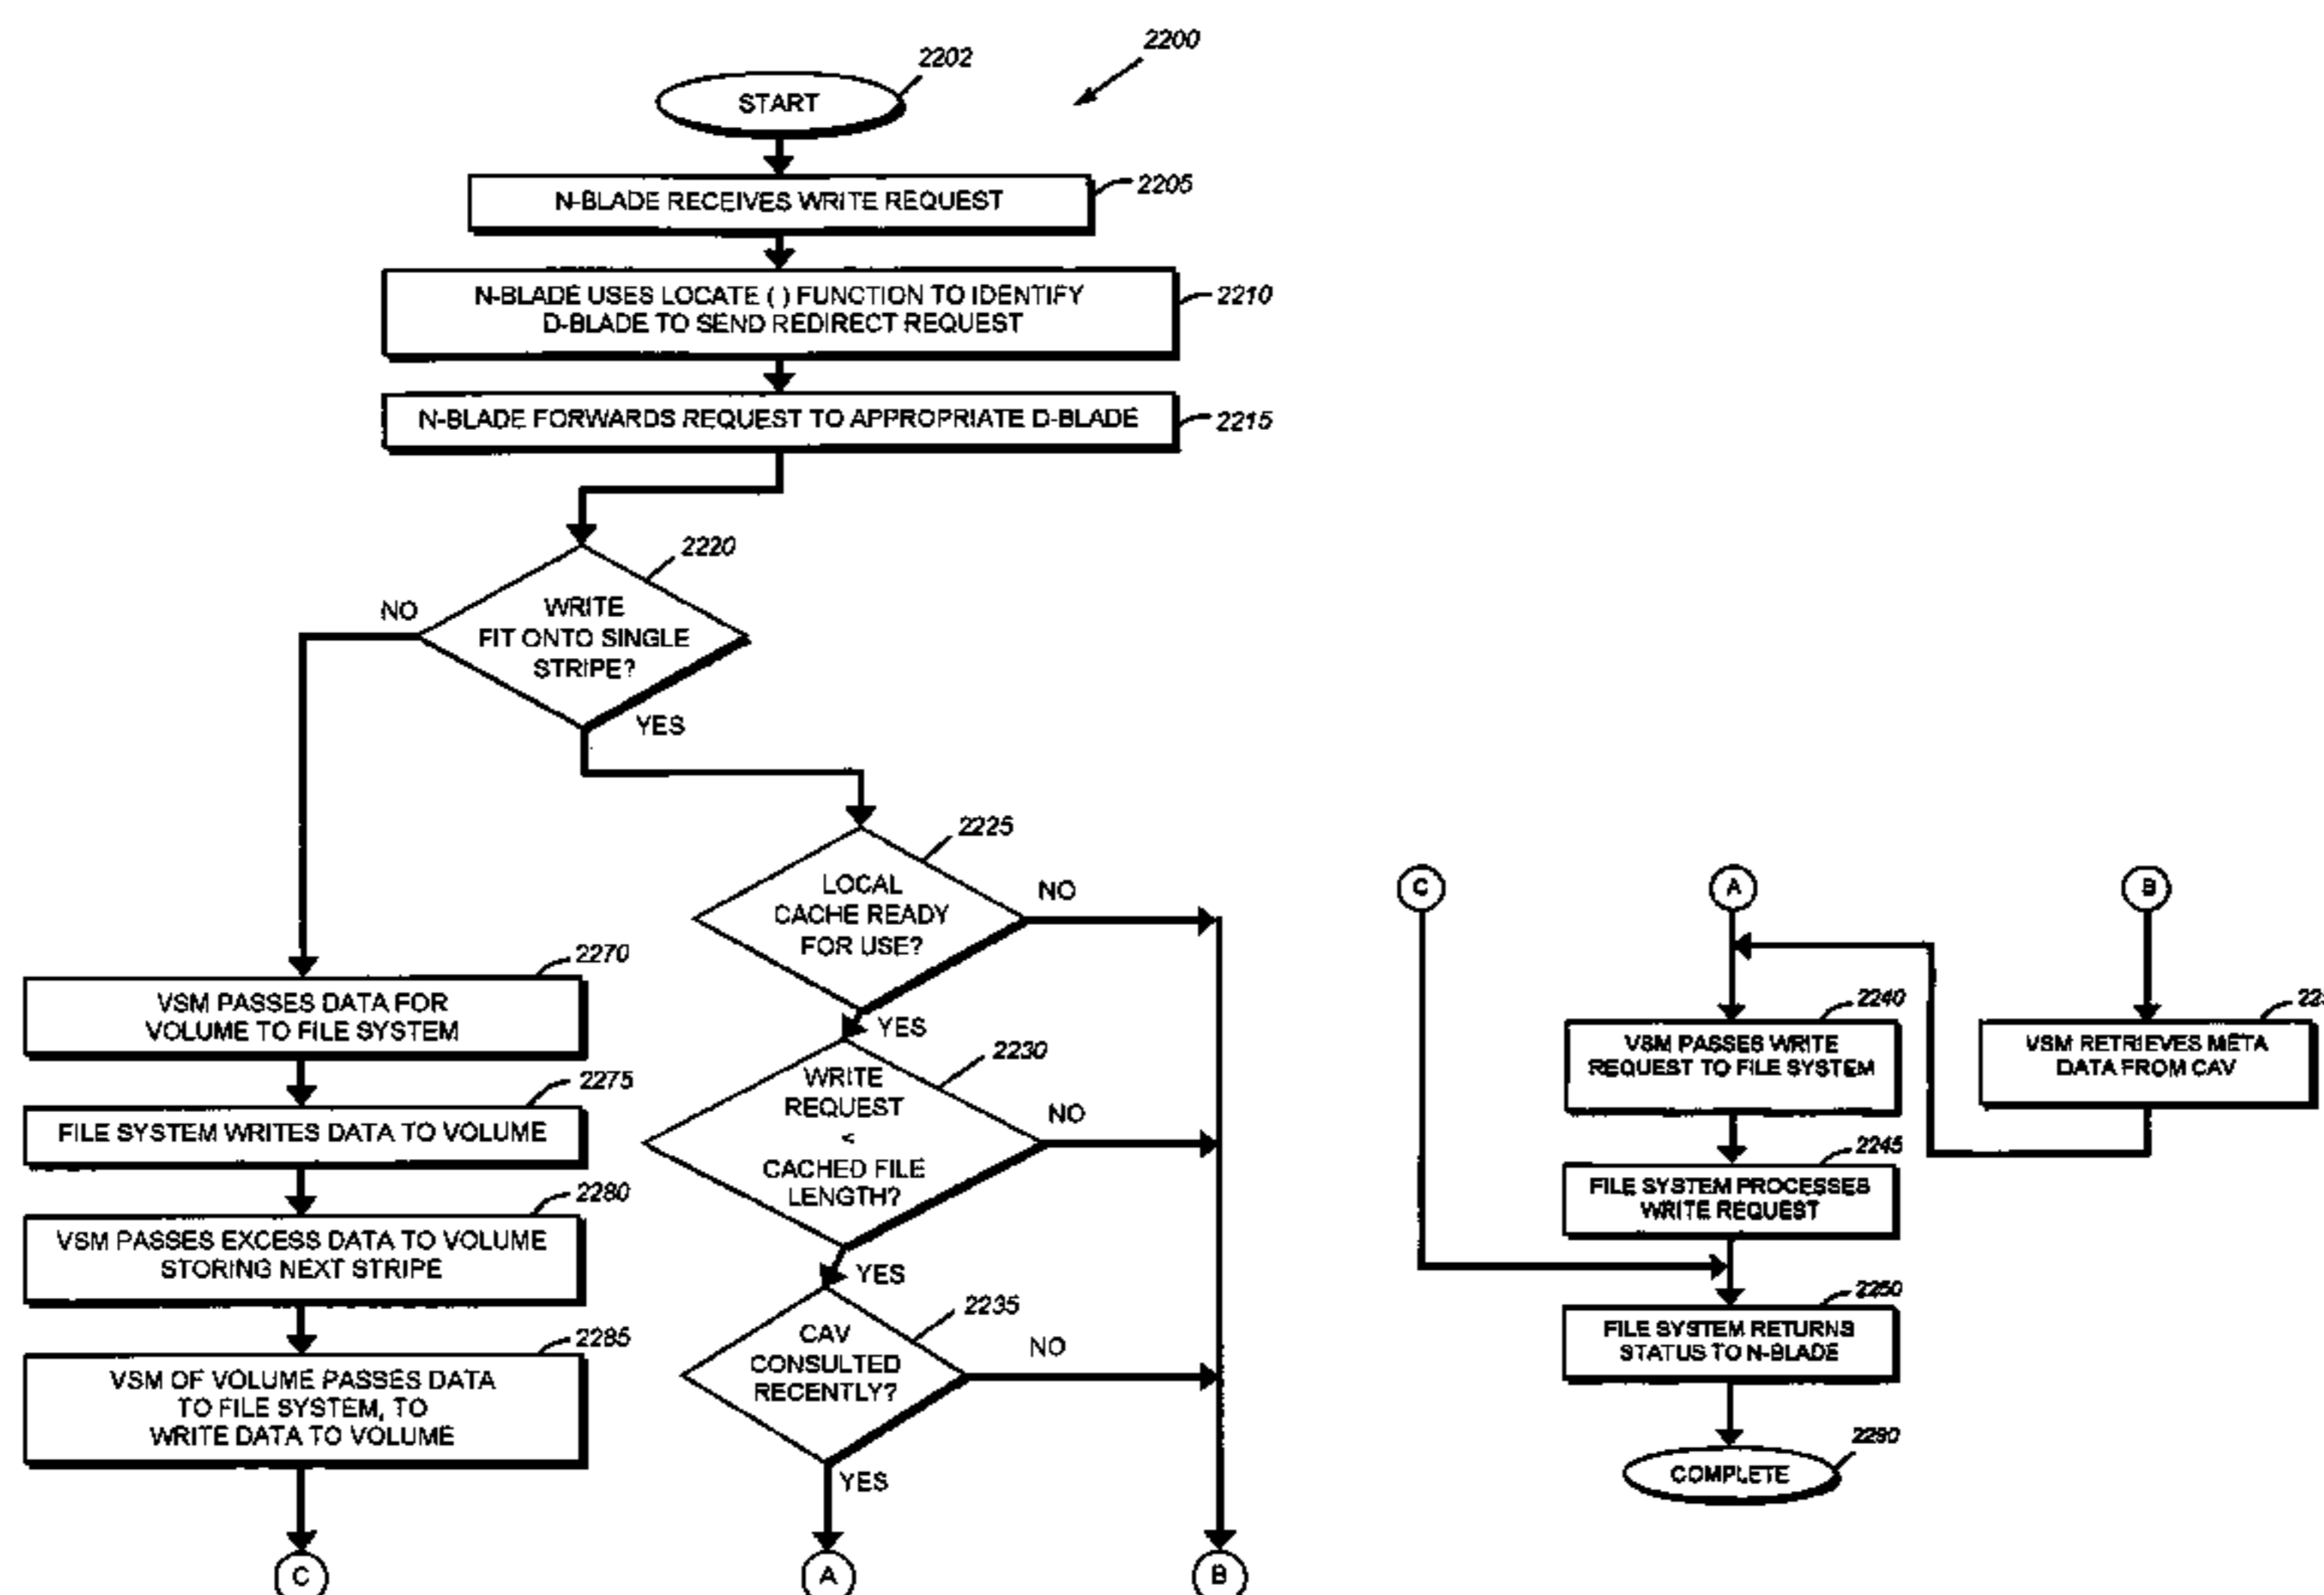 2200
2202
START
2205
N-BLADE RECEIVES WRITE REQUEST
N-BLADE USES LOCATE ( ) FUNCTION TO IDENTIFY
D-BLADE TO SEND REDIRECT REQUEST
2210
N-BLADE FORWARDS REQUEST TO APPROPRIATE D-BLADE
2215
2220
NO
WRITE
FIT ONTO SINGLE
STRIPE?
YES
2225
LOCAL
CACHE READY
FOR USE?
NO
YES
2230
WRITE
REQUEST
<
CACHED FILE
LENGTH?
NO
YES
2235
CAV
CONSULTED
RECENTLY?
NO
YES
2270
VSM PASSES DATA FOR
VOLUME TO FILE SYSTEM
2275
FILE SYSTEM WRITES DATA TO VOLUME
2280
VSM PASSES EXCESS DATA TO VOLUME
STORING NEXT STRIPE
2285
VSM OF VOLUME PASSES DATA
TO FILE SYSTEM, TO
WRITE DATA TO VOLUME
C
A
B
C
A
B
2240
VSM PASSES WRITE
REQUEST TO FILE SYSTEM
VSM RETRIEVES META
DATA FROM CAV
2245
FILE SYSTEM PROCESSES
WRITE REQUEST
2250
FILE SYSTEM RETURNS
STATUS TO N-BLADE
2290
COMPLETE